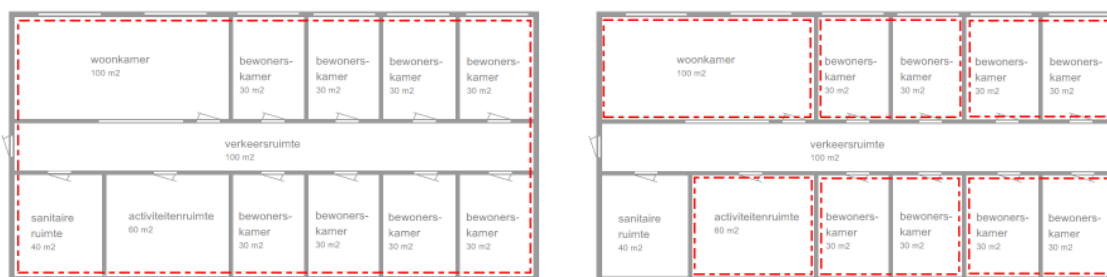 woonkamer
100 m2
bewoners-
kamer
30 m2
bewoners-
kamer
30 m2
bewoners-
kamer
30 m2
bewoners-
kamer
30 m2
verkeersruimte
100 m2
sanitaire
ruimte
40 m2
activiteitenruimte
60 m2
bewoners-
kamer
30 m2
bewoners-
kamer
30 m2
bewoners-
kamer
30 m2
bewoners-
kamer
30 m2
woonkamer
100 m2
bewoners-
kamer
30 m2
bewoners-
kamer
30 m2
bewoners-
kamer
30 m2
bewoners-
kamer
30 m2
verkeersruimte
100 m2
sanitaire
ruimte
40 m2
activiteitenruimte
60 m2
bewoners-
kamer
30 m2
bewoners-
kamer
30 m2
bewoners-
kamer
30 m2
bewoners-
kamer
30 m2